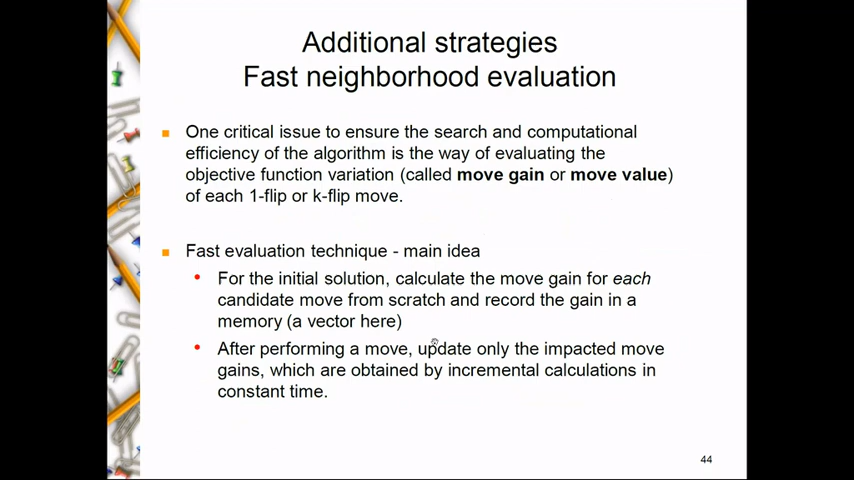 Additional strategies
Fast neighborhood evaluation
One critical issue to ensure the search and computational
efficiency of the algorithm is the way of evaluating the
objective function variation (called move gain or move value)
of each 1-flip or k-flip move.
Fast evaluation technique - main idea
For the initial solution, calculate the move gain for each
candidate move from scratch and record the gain in a
memory (a vector here)
After performing a move, update only the impacted move
gains, which are obtained by incremental calculations in
constant time.
44